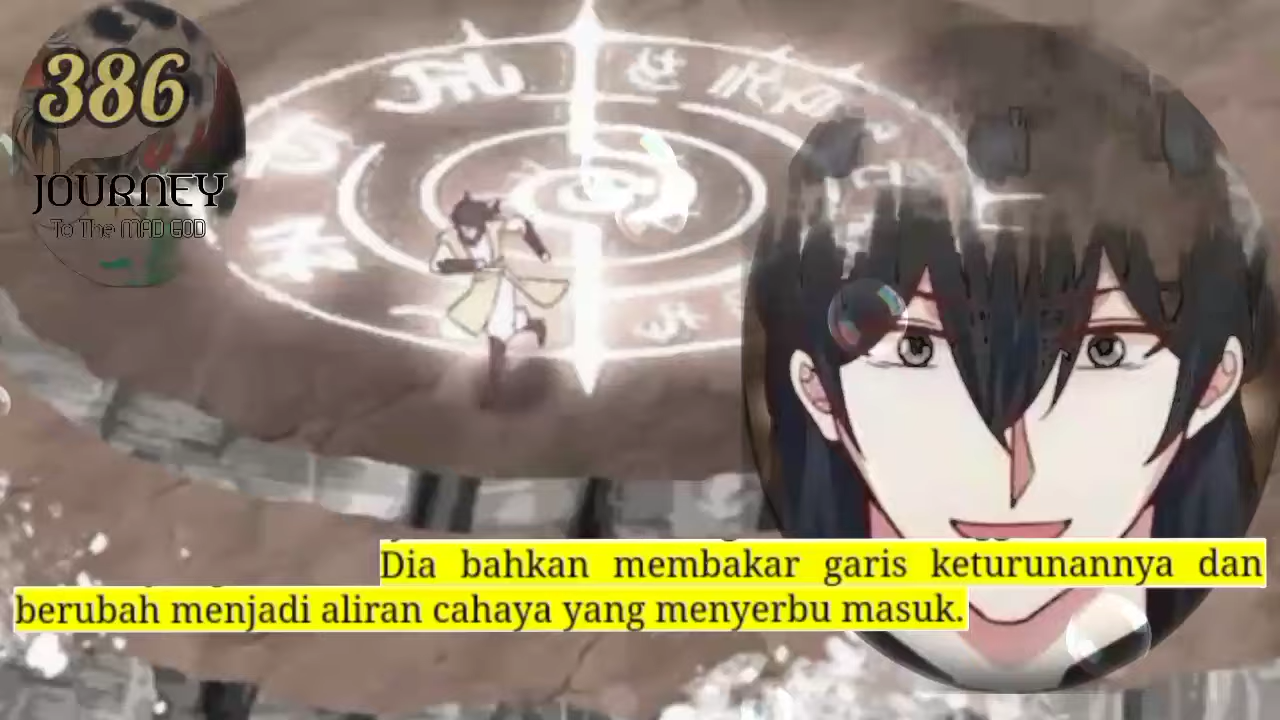 386
JOURNEY
To The MAD GOD
Dia bahkan membakar garis keturunannya dan
berubah menjadi aliran cahaya yang menyerbu masuk.